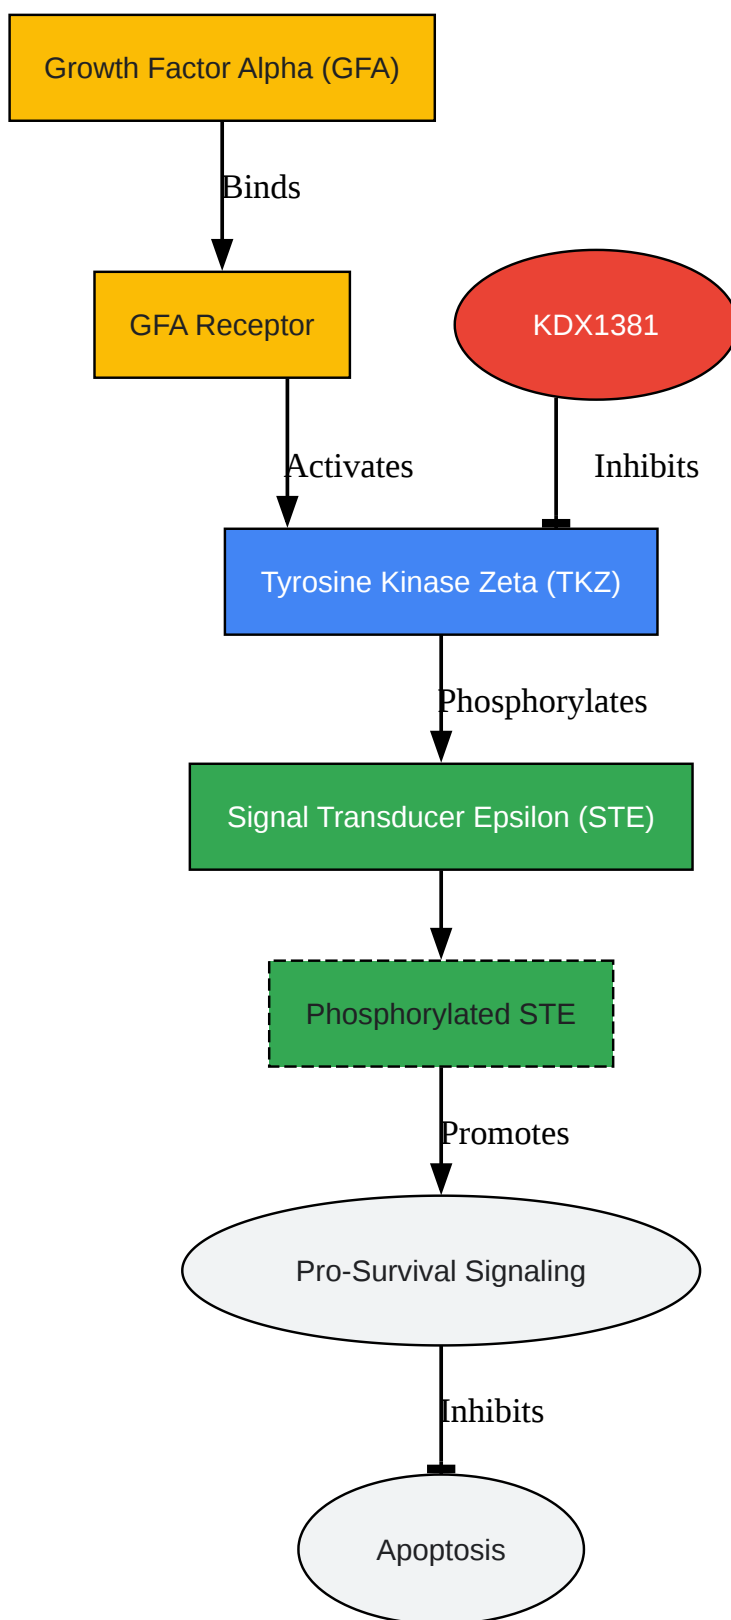 Growth Factor Alpha (GFA)
Binds
GFA Receptor
KDX1381
Activates
Inhibits
Tyrosine Kinase Zeta (TKZ)
Phosphorylates
Signal Transducer Epsilon (STE)
Phosphorylated STE
Promotes
Pro-Survival Signaling
Inhibits
Apoptosis